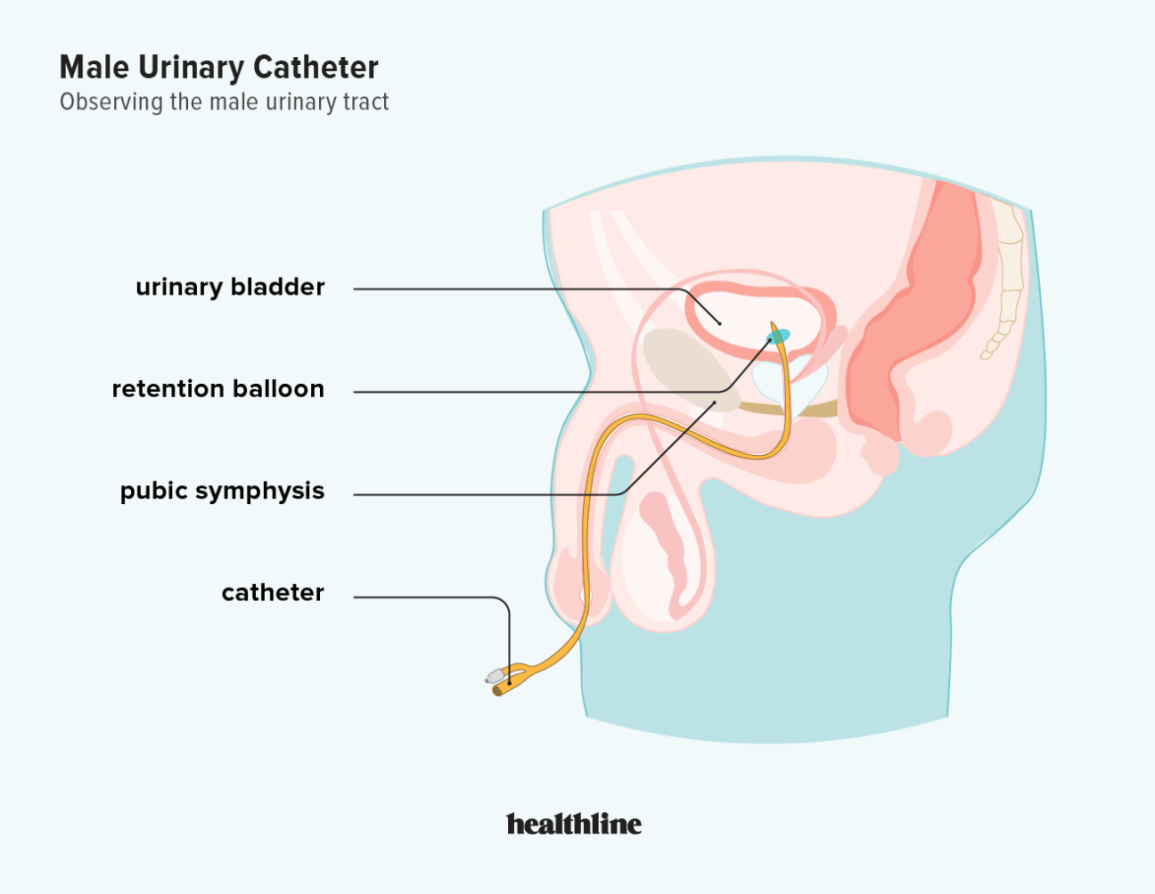 Male Urinary Catheter
Observing the male urinary tract
urinary bladder
retention balloon
pubic symphysis
catheter
healthline